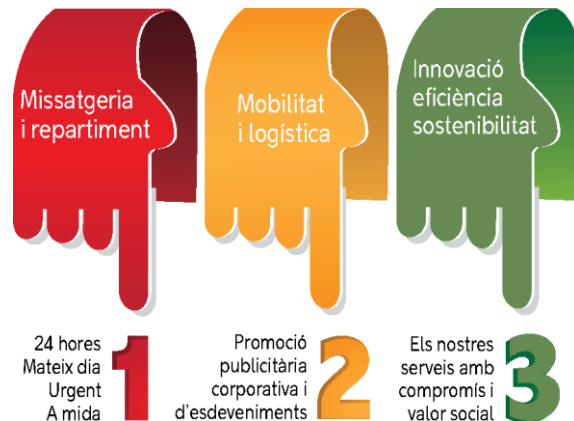 Missatgeria
i repartiment
Mobilitat
i logística
Innovació
eficiència
sostenibilitat
24 hores
Mateix dia
Urgent
A mida
1
Promoció
publicitària
corporativa i
d'esdeveniments
2
Els nostres
serveis amb
compromís i
valor social
3